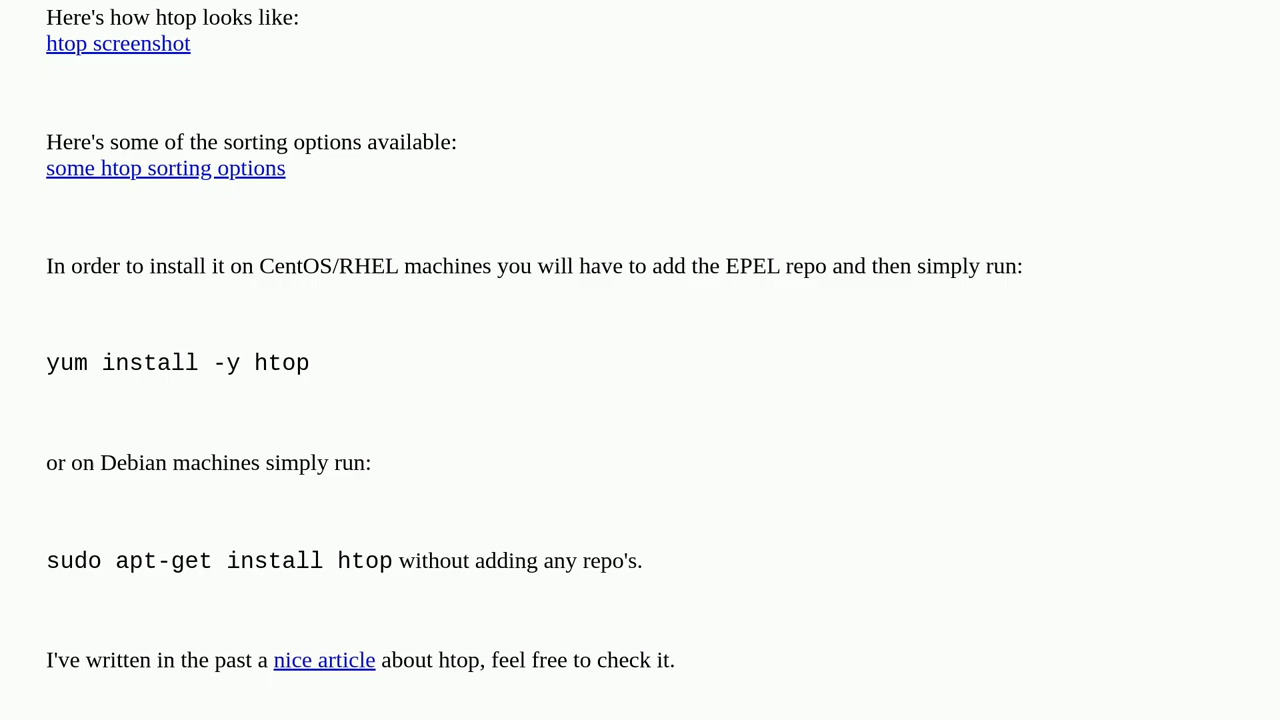 Here's how htop looks like:
htop screenshot
Here's some of the sorting options available:
some htop sorting options
In order to install it on CentOS/RHEL machines you will have to add the EPEL repo and then simply run:
yum install -y htop
or on Debian machines simply run:
sudo apt-get install htop without adding any repo's.
I've written in the past a nice article about htop, feel free to check it.